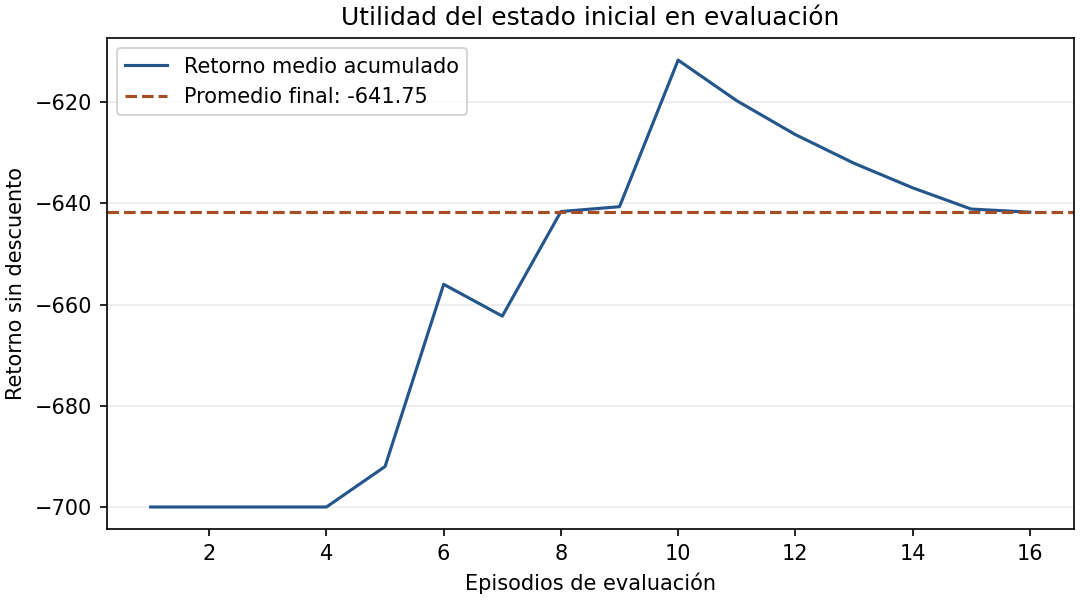 Utilidad del estado inicial en evaluación
Retorno medio acumulado
Promedio final: -641.75
Retorno sin descuento
−620
−640
−660
−680
−700
2 4 6 8 10 12 14 16
Episodios de evaluación